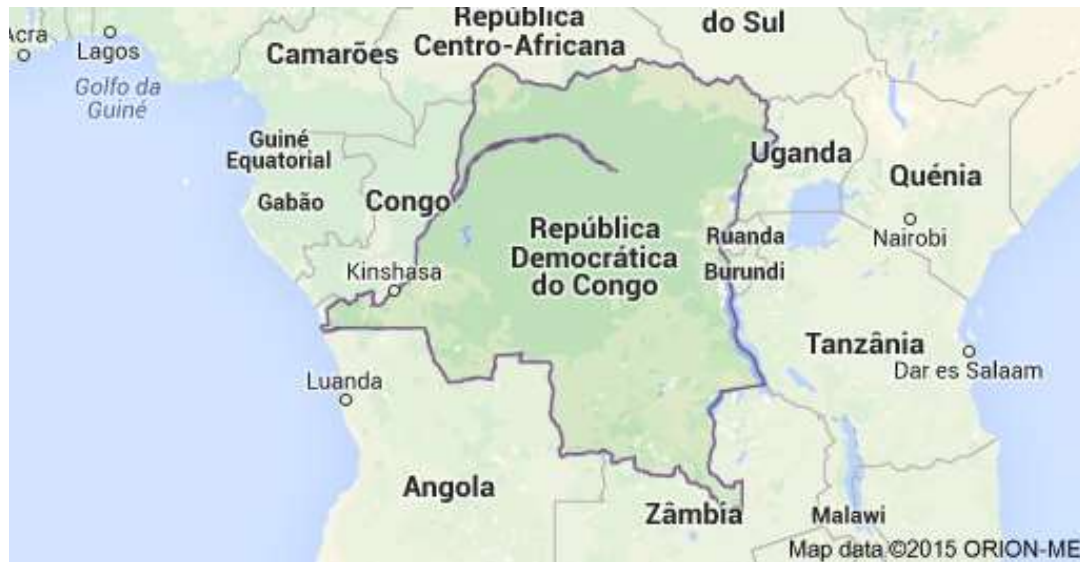 República
Centro-Africana
do Sul
Acra
Lagos
Camarões
Golfo da
Guiné
Guiné
Equatorial
Uganda
Quénia
Gabão
Congo
República
Democrática
do Congo
Ruanda
Nairobi
Burundi
Kinshasa
Tanzânia
Dar es Salaam
Luanda
Angola
Zâmbia
Malawi
Map data ©2015 ORION-ME